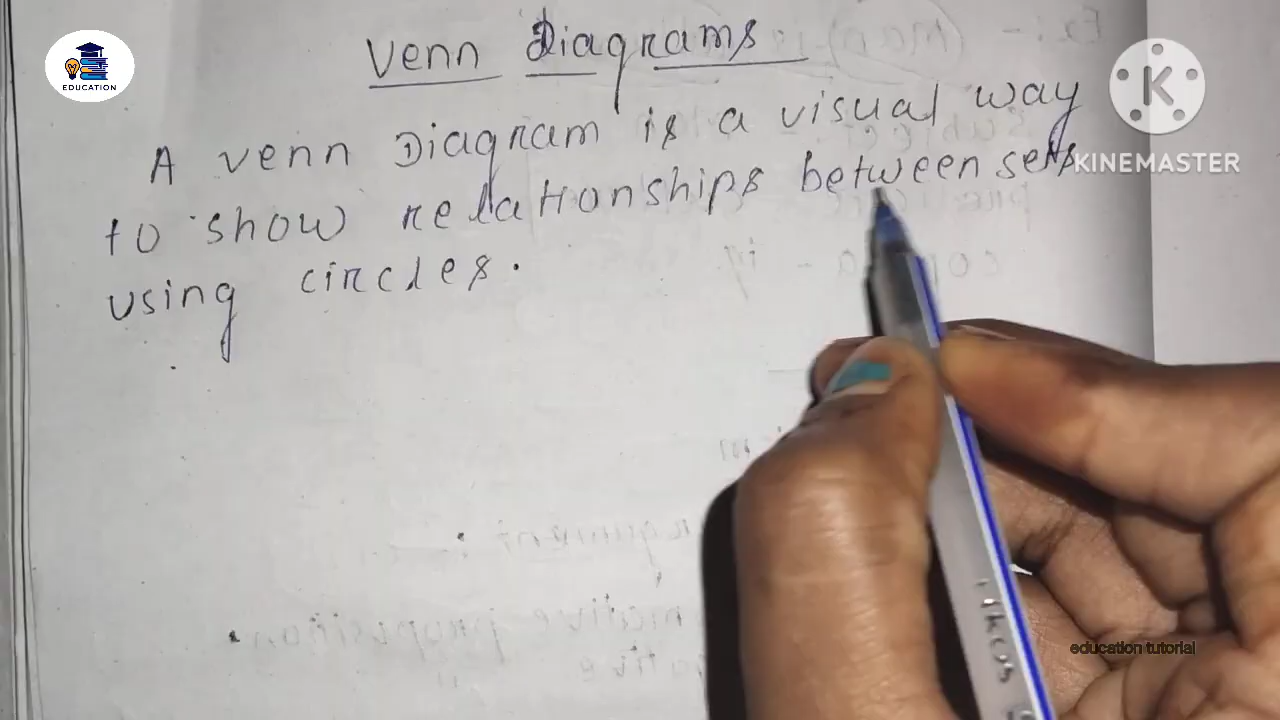 Venn Diagrams
A venn Diagram is a visual way
to show relationships between sets
using circles.
EDUCATION
KINEMASTER
education tutorial